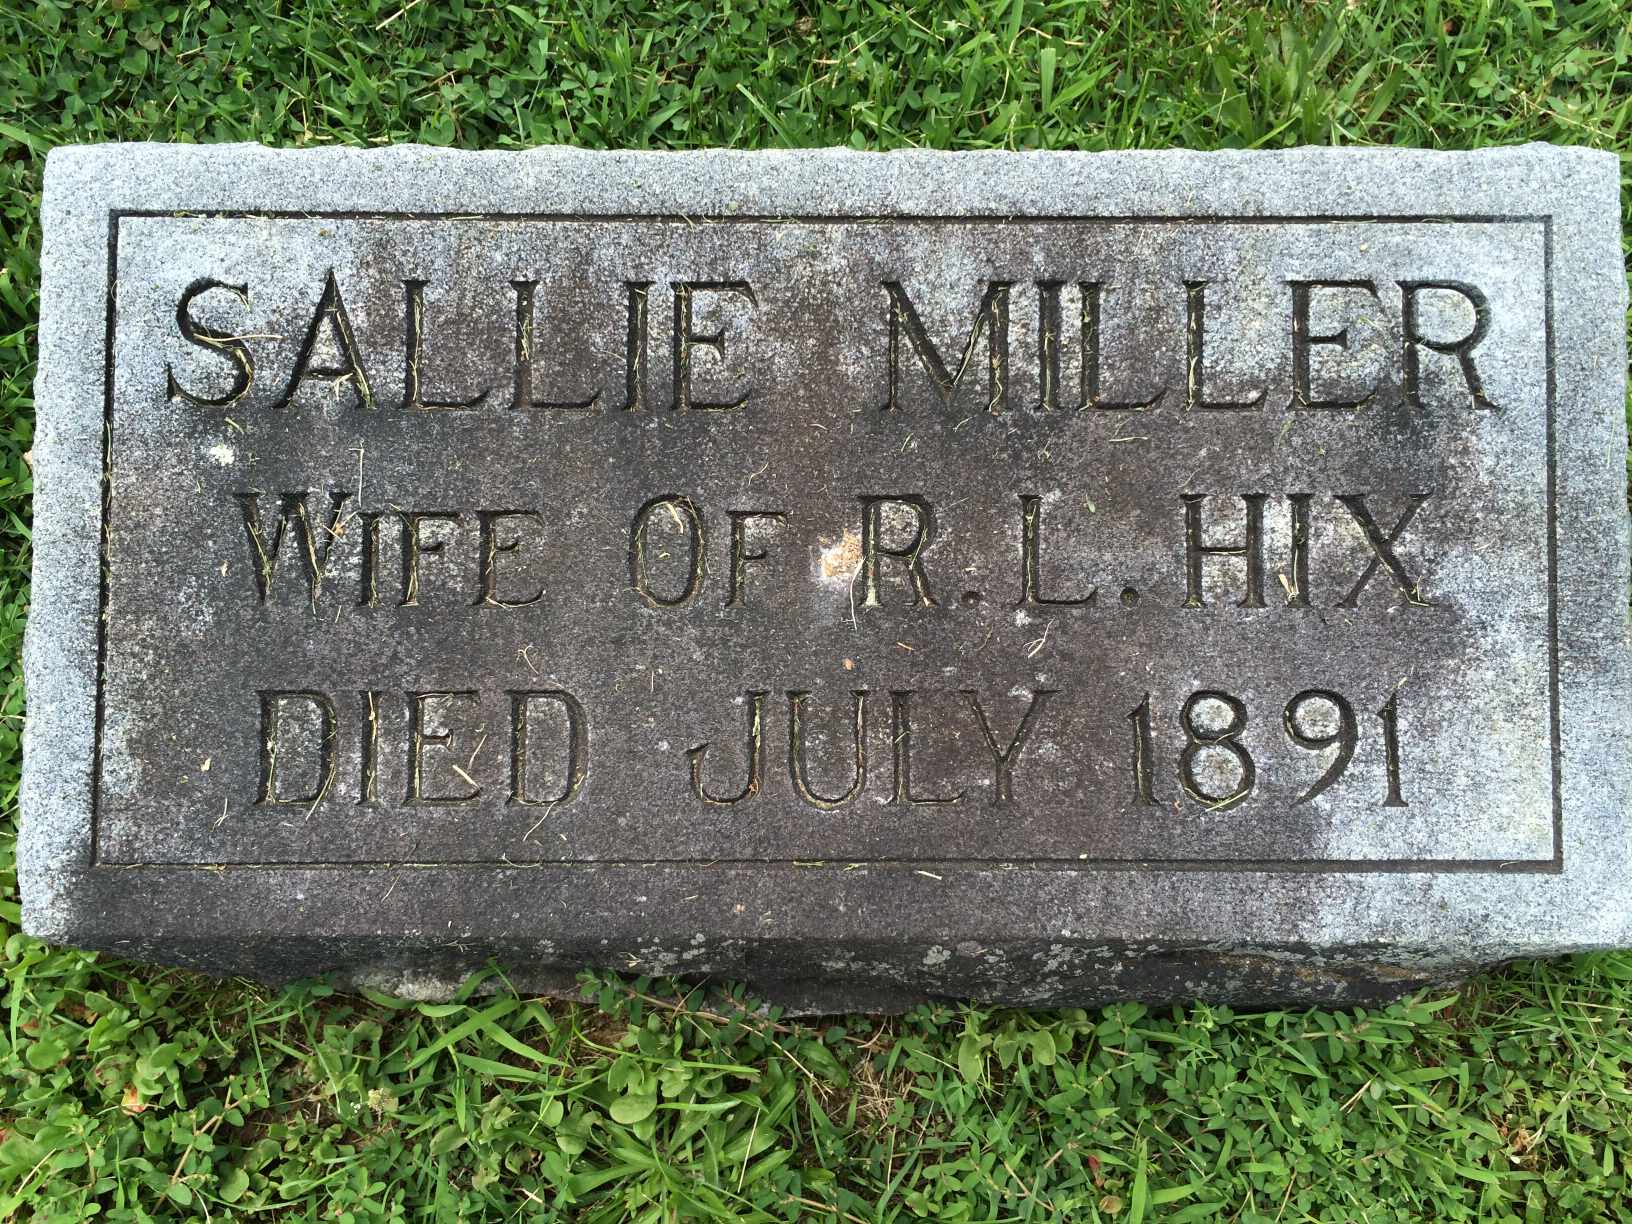 SALLIE MILLER
WIFE OF R. L. HIX
DIED JULY 1891